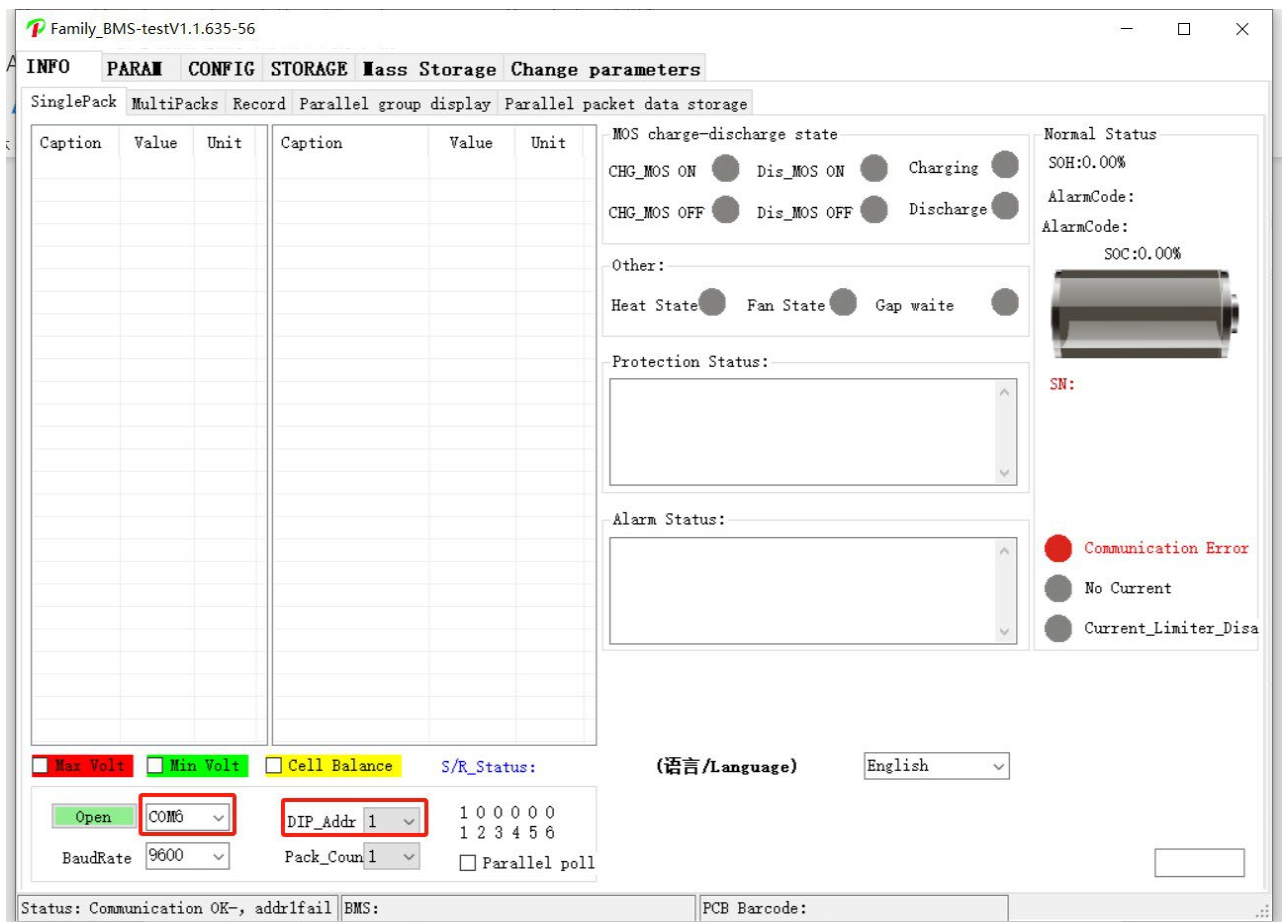 Family_BMS-testV1.1.635-56
INFO PARAM CONFIG STORAGE Mass Storage Change parameters
SinglePack MultiPacks Record Parallel group display Parallel packet data storage
Caption Value Unit Caption Value Unit
MOS charge-discharge state
CHG_MOS ON Dis_MOS ON Charging
CHG_MOS OFF Dis_MOS OFF Discharge
Other:
Heat State Fan State Gap waite
Protection Status:
Alarm Status:
Normal Status
SOH:0.00%
AlarmCode:
AlarmCode:
SOC:0.00%
SN:
Communication Error
No Current
Current_Limiter_Disa
Max Volt Min Volt Cell Balance S/R_Status: (语言/Language) English
Open COM6 DIP_Addr 1 1 0 0 0 0 0
1 2 3 4 5 6
BaudRate 9600 Pack_Coun 1 Parallel poll
Status: Communication OK-, addr1fail BMS: PCB Barcode: